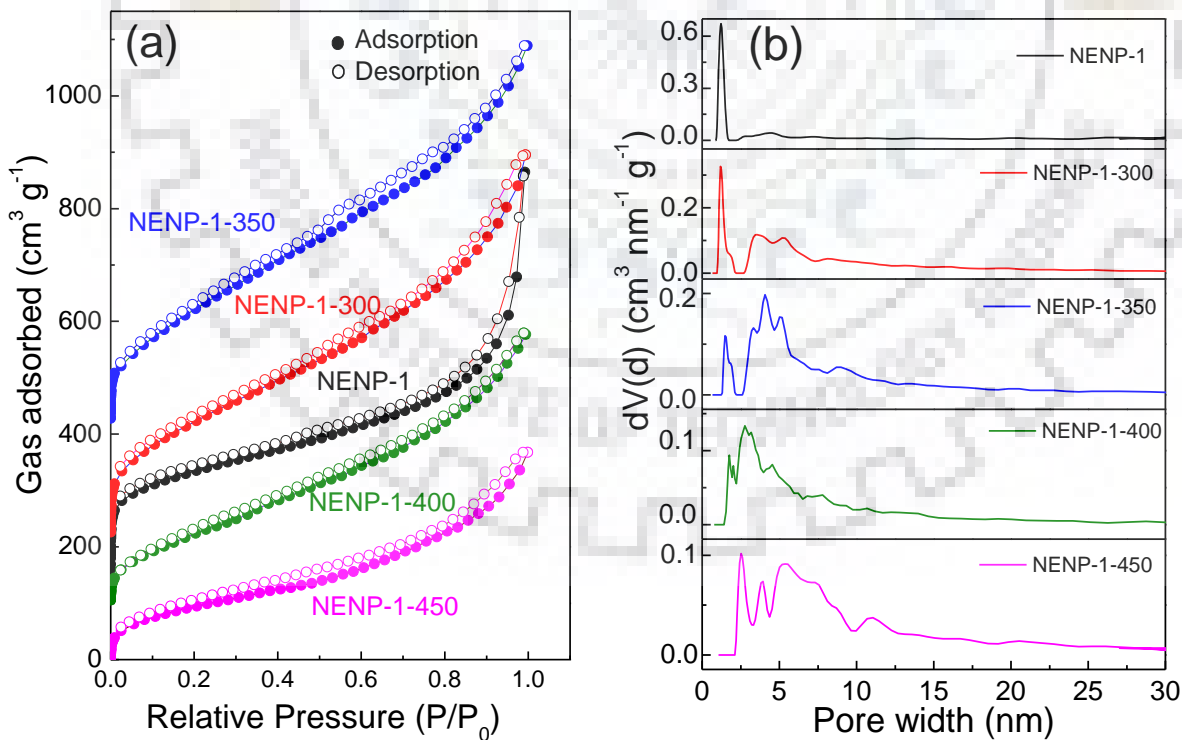 (a)
Adsorption
Desorption
NENP-1-350
NENP-1-300
NENP-1
NENP-1-400
NENP-1-450
Gas adsorbed (cm³ g⁻¹)
1000
800
600
400
200
0
0.0 0.2 0.4 0.6 0.8 1.0
Relative Pressure (P/P₀)
(b)
NENP-1
NENP-1-300
NENP-1-350
NENP-1-400
NENP-1-450
dV(d) (cm³ nm⁻¹ g⁻¹)
0.6
0.3
0.0
0.3
0.0
0.2
0.0
0.1
0.0
0.1
0.0
0 5 10 15 20 25 30
Pore width (nm)